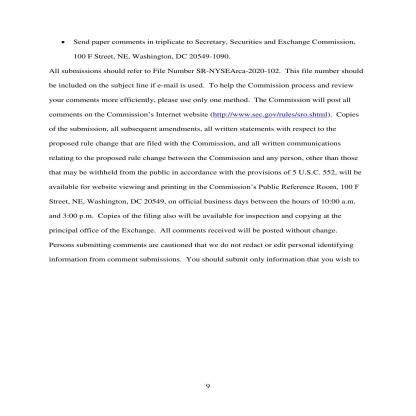 • Send paper comments in triplicate to Secretary, Securities and Exchange Commission,
100 F Street, NE, Washington, DC 20549-1090.
All submissions should refer to File Number SR-NYSEArca-2020-102. This file number should
be included on the subject line if e-mail is used. To help the Commission process and review
your comments more efficiently, please use only one method. The Commission will post all
comments on the Commission's Internet website (http://www.sec.gov/rules/sro.shtml). Copies
of the submission, all subsequent amendments, all written statements with respect to the
proposed rule change that are filed with the Commission, and all written communications
relating to the proposed rule change between the Commission and any person, other than those
that may be withheld from the public in accordance with the provisions of 5 U.S.C. 552, will be
available for website viewing and printing in the Commission's Public Reference Room, 100 F
Street, NE, Washington, DC 20549, on official business days between the hours of 10:00 a.m.
and 3:00 p.m. Copies of the filing also will be available for inspection and copying at the
principal office of the Exchange. All comments received will be posted without change.
Persons submitting comments are cautioned that we do not redact or edit personal identifying
information from comment submissions. You should submit only information that you wish to
9